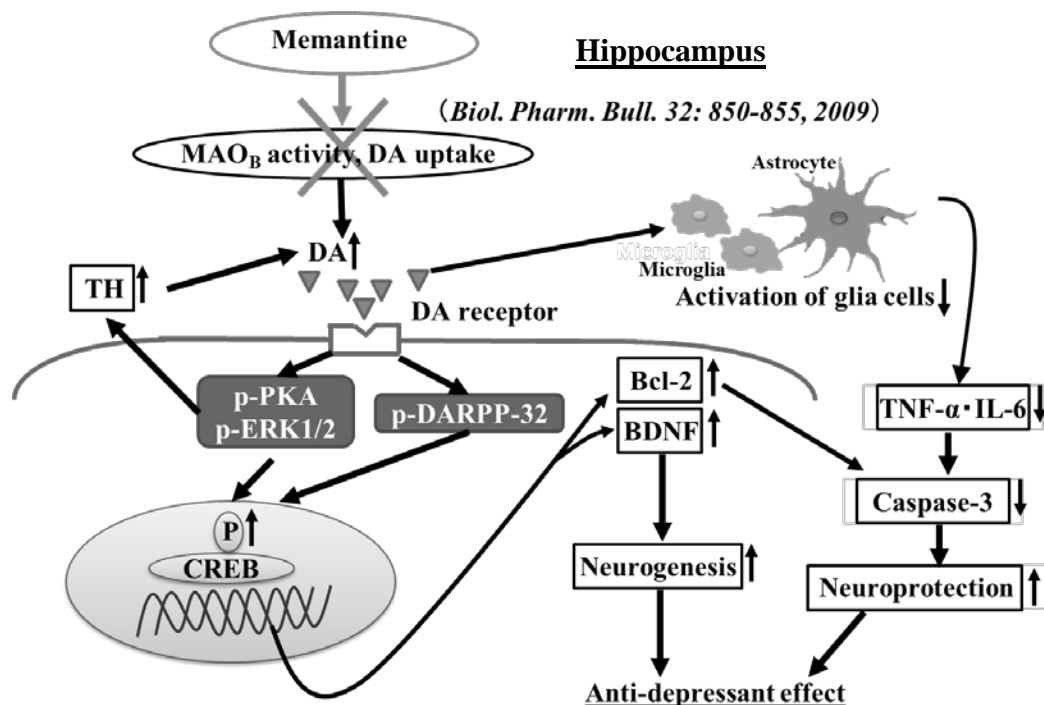 Memantine
Hippocampus
(Biol. Pharm. Bull. 32: 850-855, 2009)
MAOB activity, DA uptake
Astrocyte
DA
Microglia
Microglia
TH
Activation of glia cells
DA receptor
p-PKA
p-ERK1/2
p-DARPP-32
Bcl-2
BDNF
TNF-α・IL-6
Caspase-3
P
CREB
Neurogenesis
Neuroprotection
Anti-depressant effect